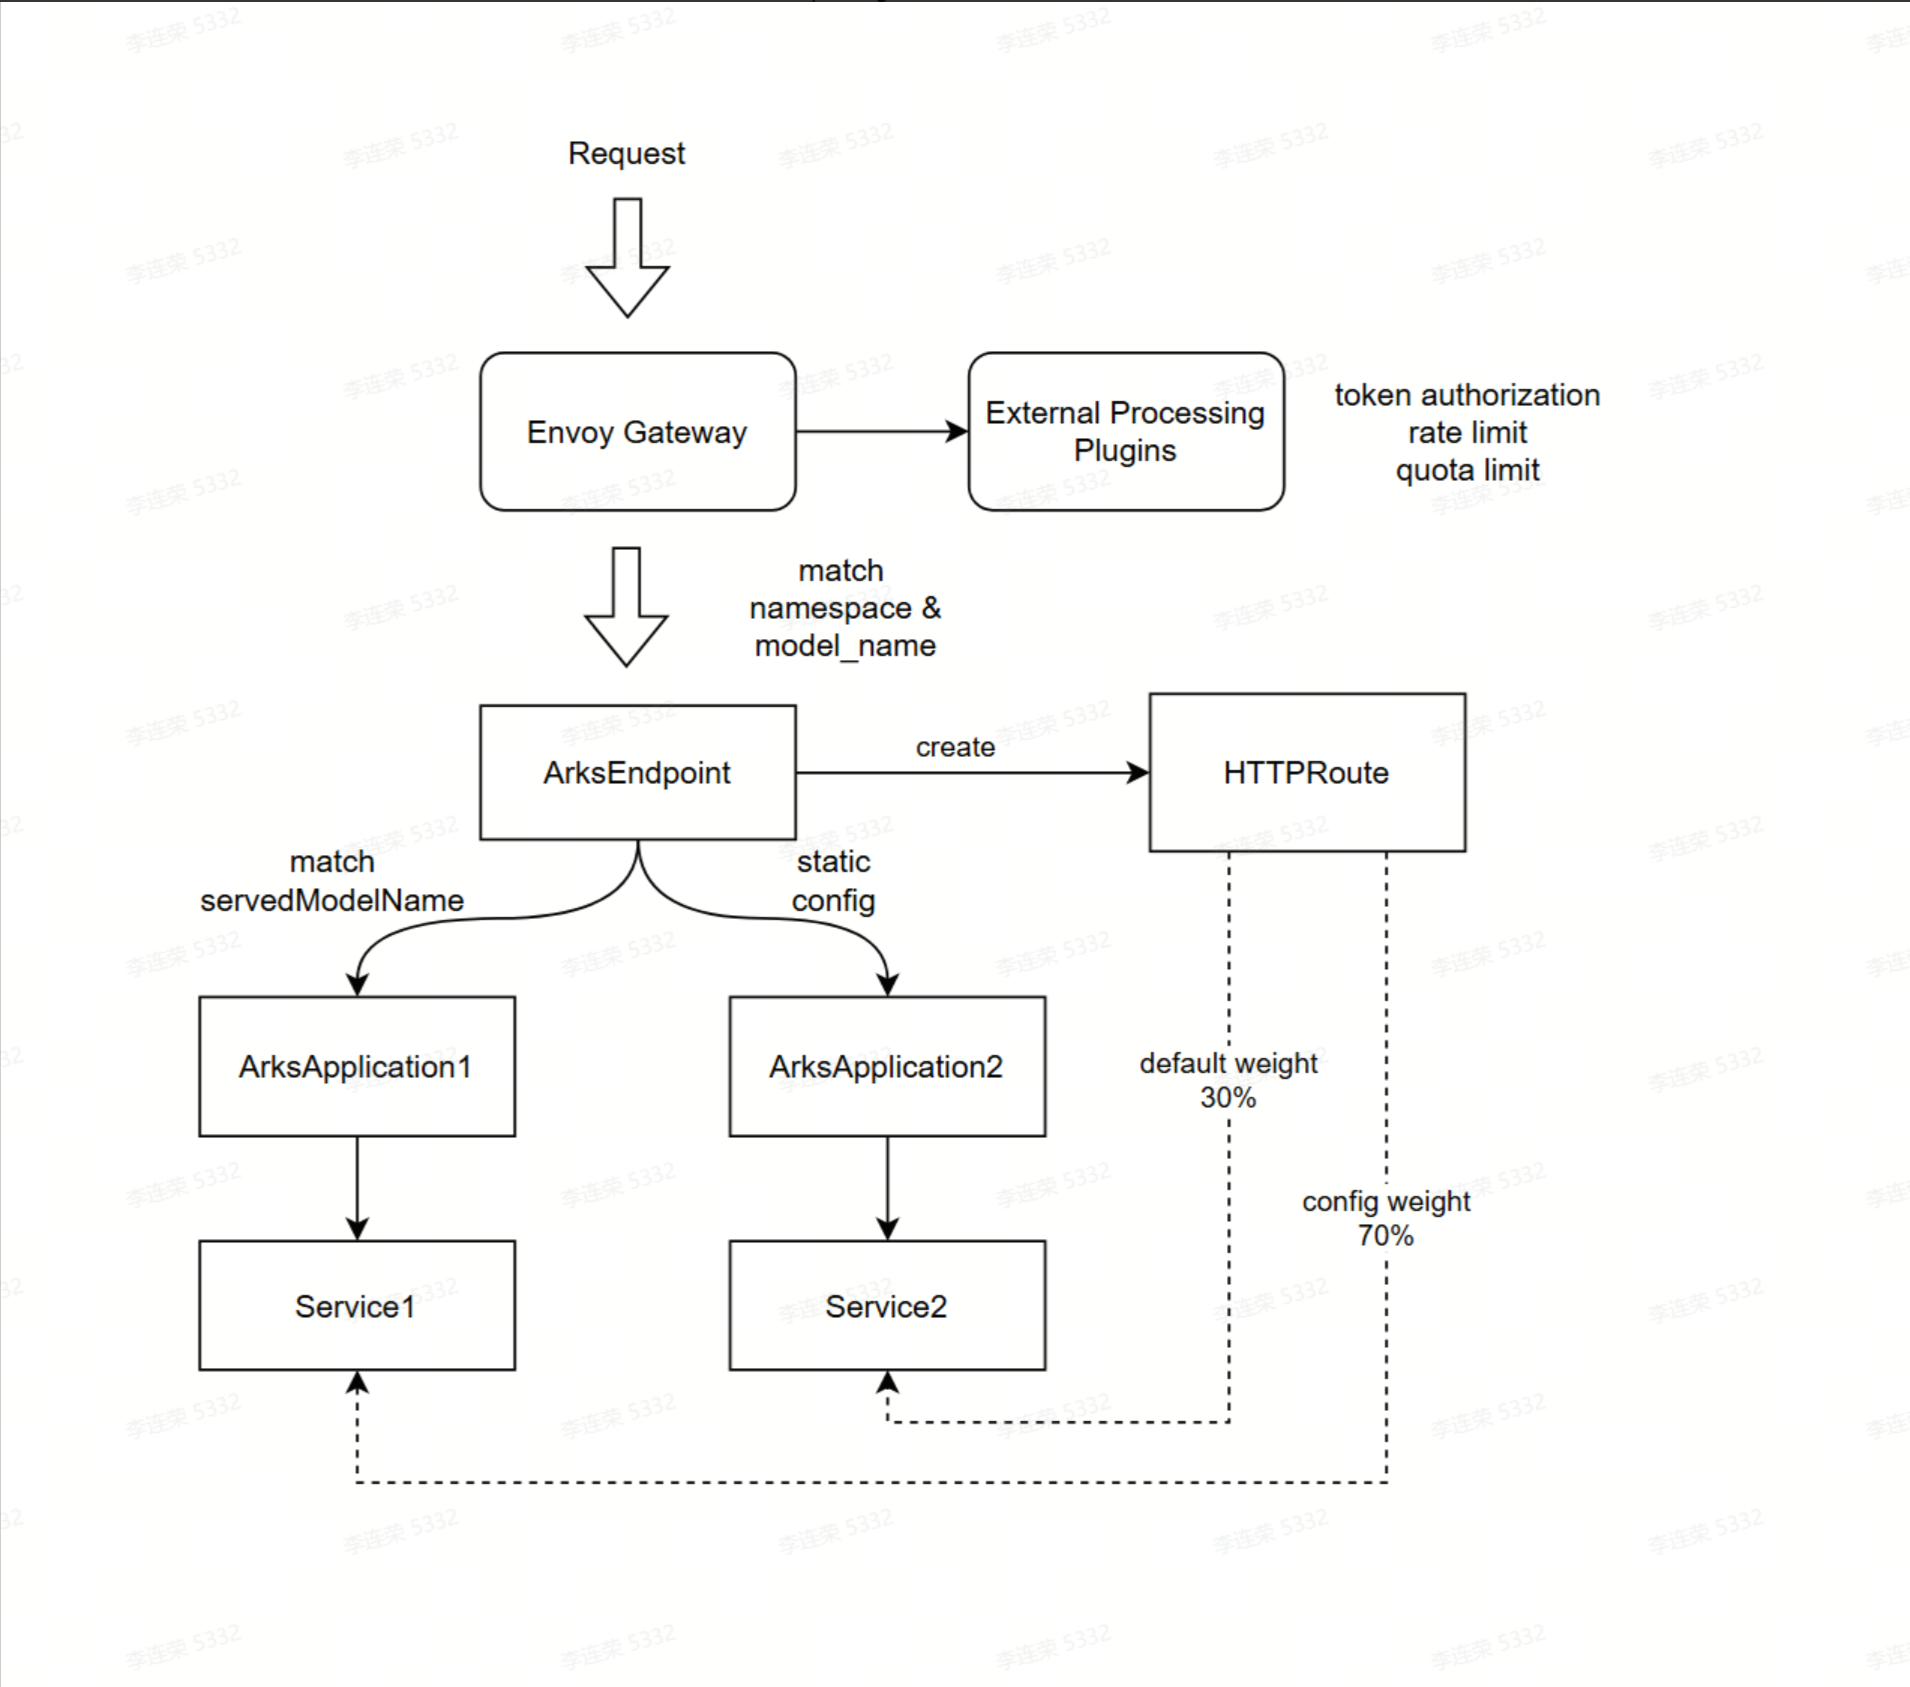 Request
Envoy Gateway
External Processing
Plugins
token authorization
rate limit
quota limit
match
namespace &
model_name
ArksEndpoint
create
HTTPRoute
match
servedModelName
static
config
ArksApplication1
ArksApplication2
default weight
30%
config weight
70%
Service1
Service2
李连荣 5332